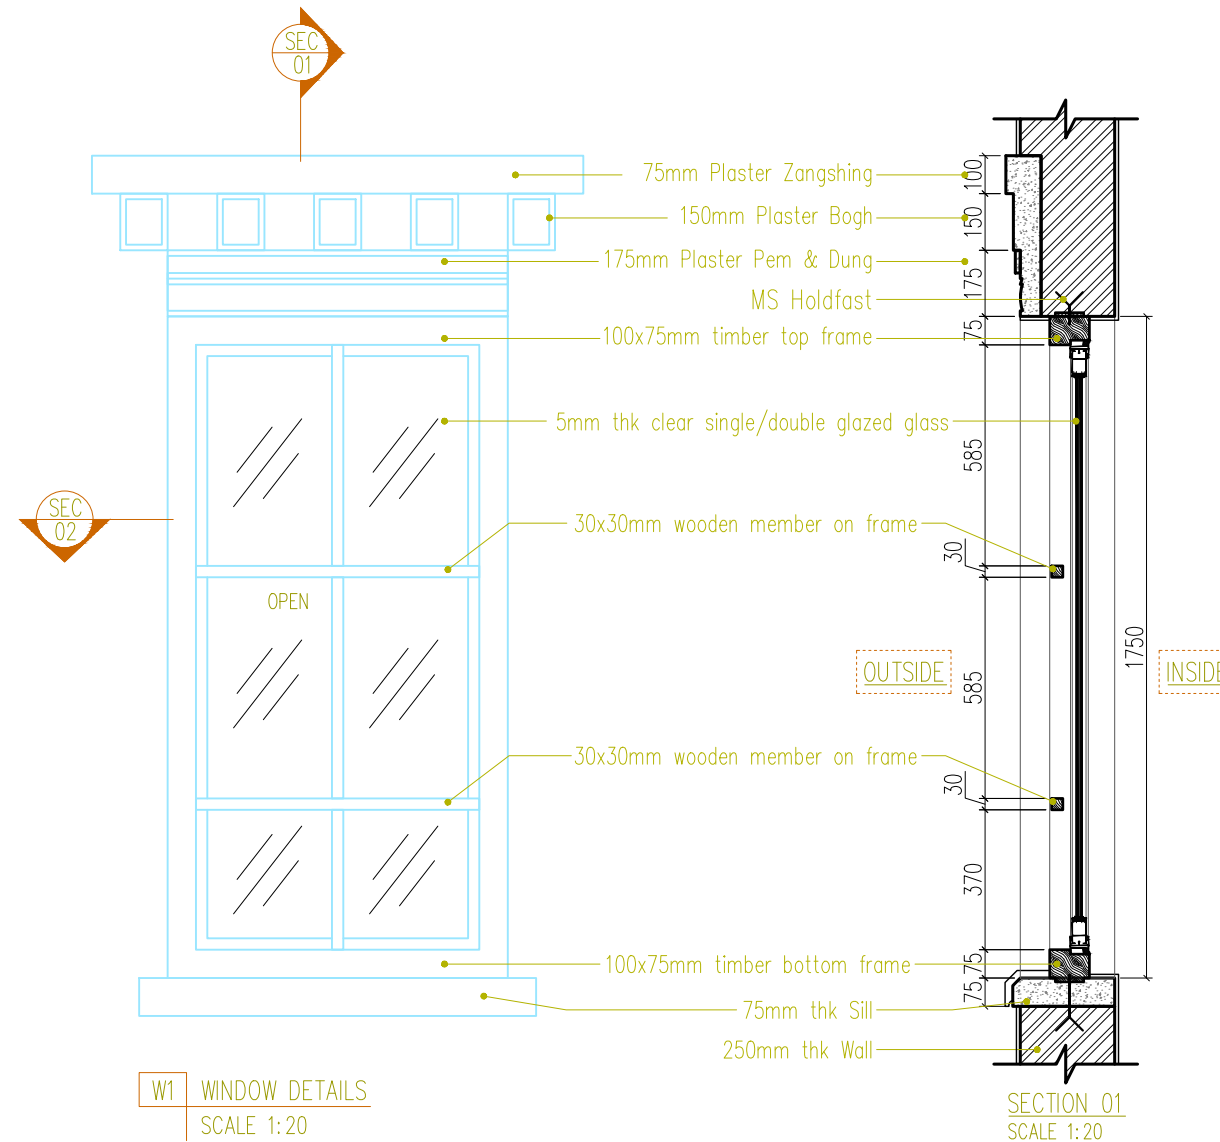 SEC
01
75mm Plaster Zangshing
100
150mm Plaster Bogh
150
175mm Plaster Pem & Dung
175
MS Holdfast
100x75mm timber top frame
75
5mm thk clear single/double glazed glass
585
SEC
02
30x30mm wooden member on frame
30
OPEN
1750
OUTSIDE
INSIDE
585
30x30mm wooden member on frame
30
370
100x75mm timber bottom frame
75
75
75mm thk Sill
250mm thk Wall
W1 WINDOW DETAILS
SCALE 1:20
SECTION 01
SCALE 1:20